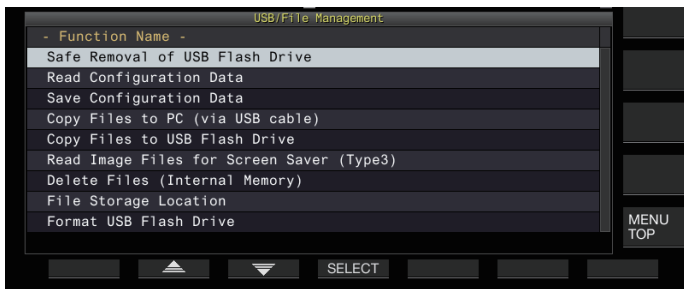 USB/File Management
- Function Name -
Safe Removal of USB Flash Drive
Read Configuration Data
Save Configuration Data
Copy Files to PC (via USB cable)
Copy Files to USB Flash Drive
Read Image Files for Screen Saver (Type3)
Delete Files (Internal Memory)
File Storage Location
Format USB Flash Drive
MENU
TOP
SELECT